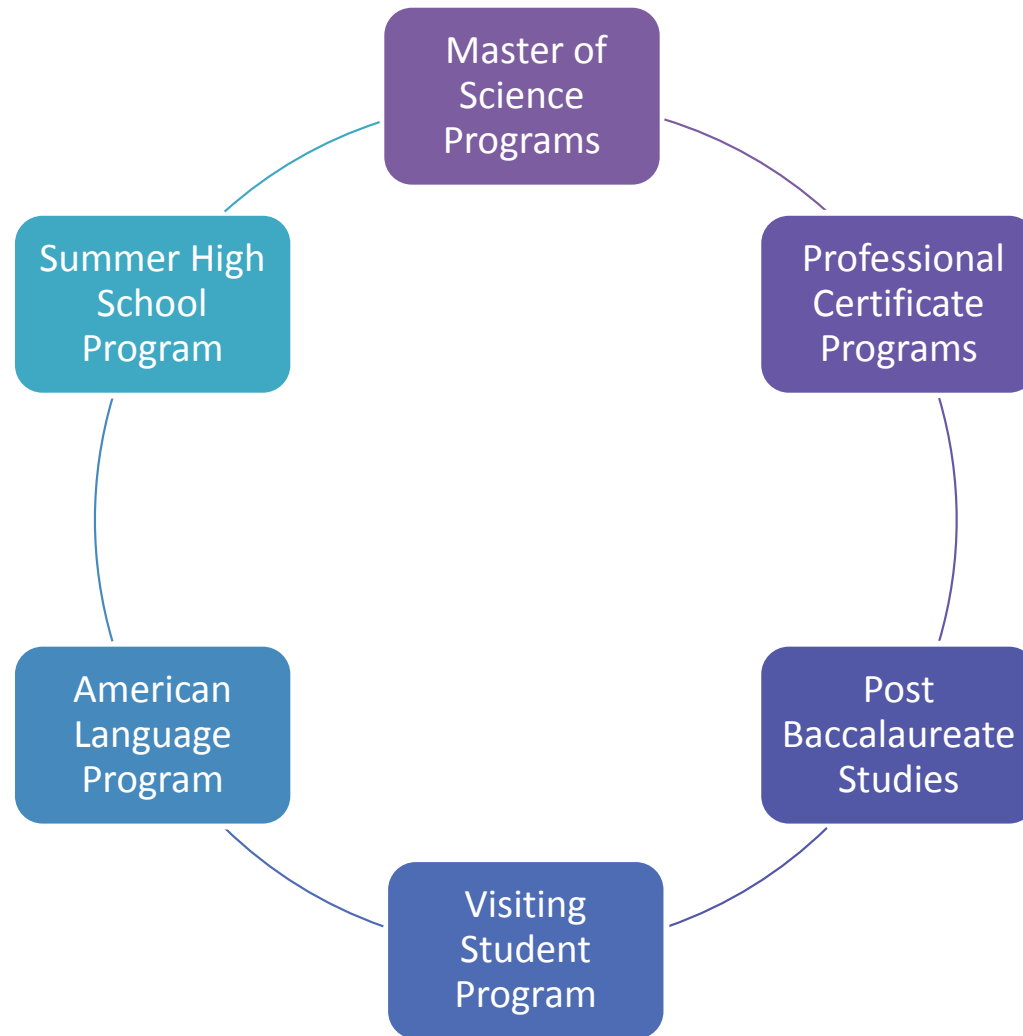 Master of
Science
Programs
Professional
Certificate
Programs
Post
Baccalaureate
Studies
Visiting
Student
Program
American
Language
Program
Summer High
School
Program